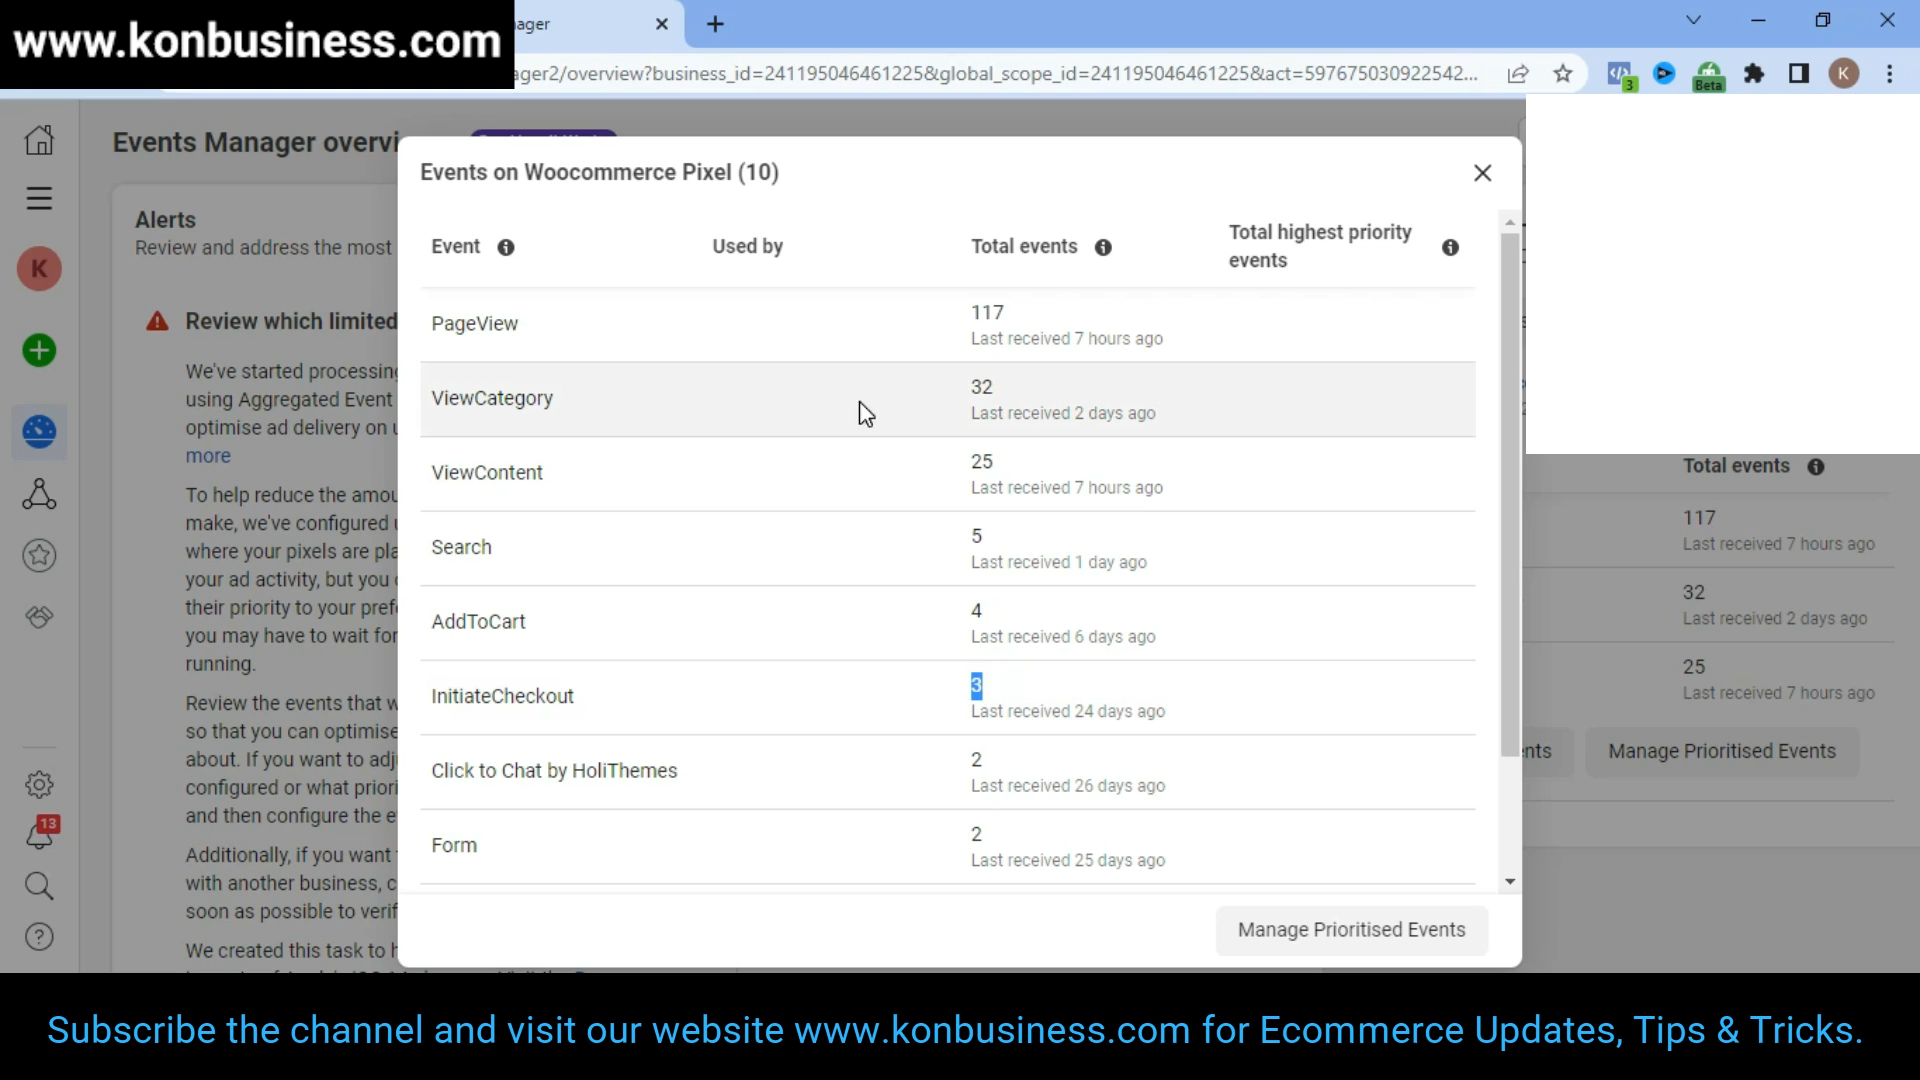 www.konbusiness.com
ager
ager2/overview?business_id=241195046461225&global_scope_id=241195046461225&act=597675030922542...
3
Beta
K
Events Manager overvi
Alerts
Review and address the most
K
Review which limited
We've started processing
using Aggregated Event
optimise ad delivery on u
more
To help reduce the amou
make, we've configured u
where your pixels are pla
your ad activity, but you c
their priority to your pref
you may have to wait for
running.
Review the events that w
so that you can optimise
about. If you want to adj
configured or what priori
and then configure the e
Additionally, if you want
with another business, c
soon as possible to verif
We created this task to h
13
Events on Woocommerce Pixel (10)
Event
Used by
Total events
Total highest priority
events
PageView
117
Last received 7 hours ago
ViewCategory
32
Last received 2 days ago
ViewContent
25
Last received 7 hours ago
Search
5
Last received 1 day ago
AddToCart
4
Last received 6 days ago
InitiateCheckout
3
Last received 24 days ago
Click to Chat by HoliThemes
2
Last received 26 days ago
Form
2
Last received 25 days ago
Manage Prioritised Events
Total events
117
Last received 7 hours ago
32
Last received 2 days ago
25
Last received 7 hours ago
ents
Manage Prioritised Events
Subscribe the channel and visit our website www.konbusiness.com for Ecommerce Updates, Tips & Tricks.